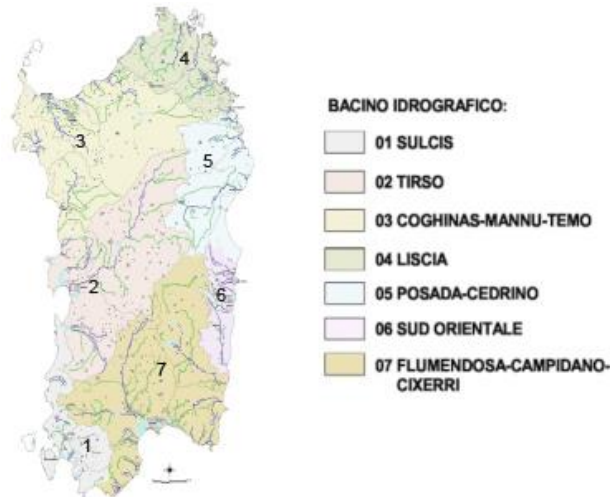 4
3
5
2
6
7
1
BACINO IDROGRAFICO:
01 SULCIS
02 TIRSO
03 COGHINAS-MANNU-TEMO
04 LISCIA
05 POSADA-CEDRINO
06 SUD ORIENTALE
07 FLUMENDOSA-CAMPIDANO-
CIXERRI